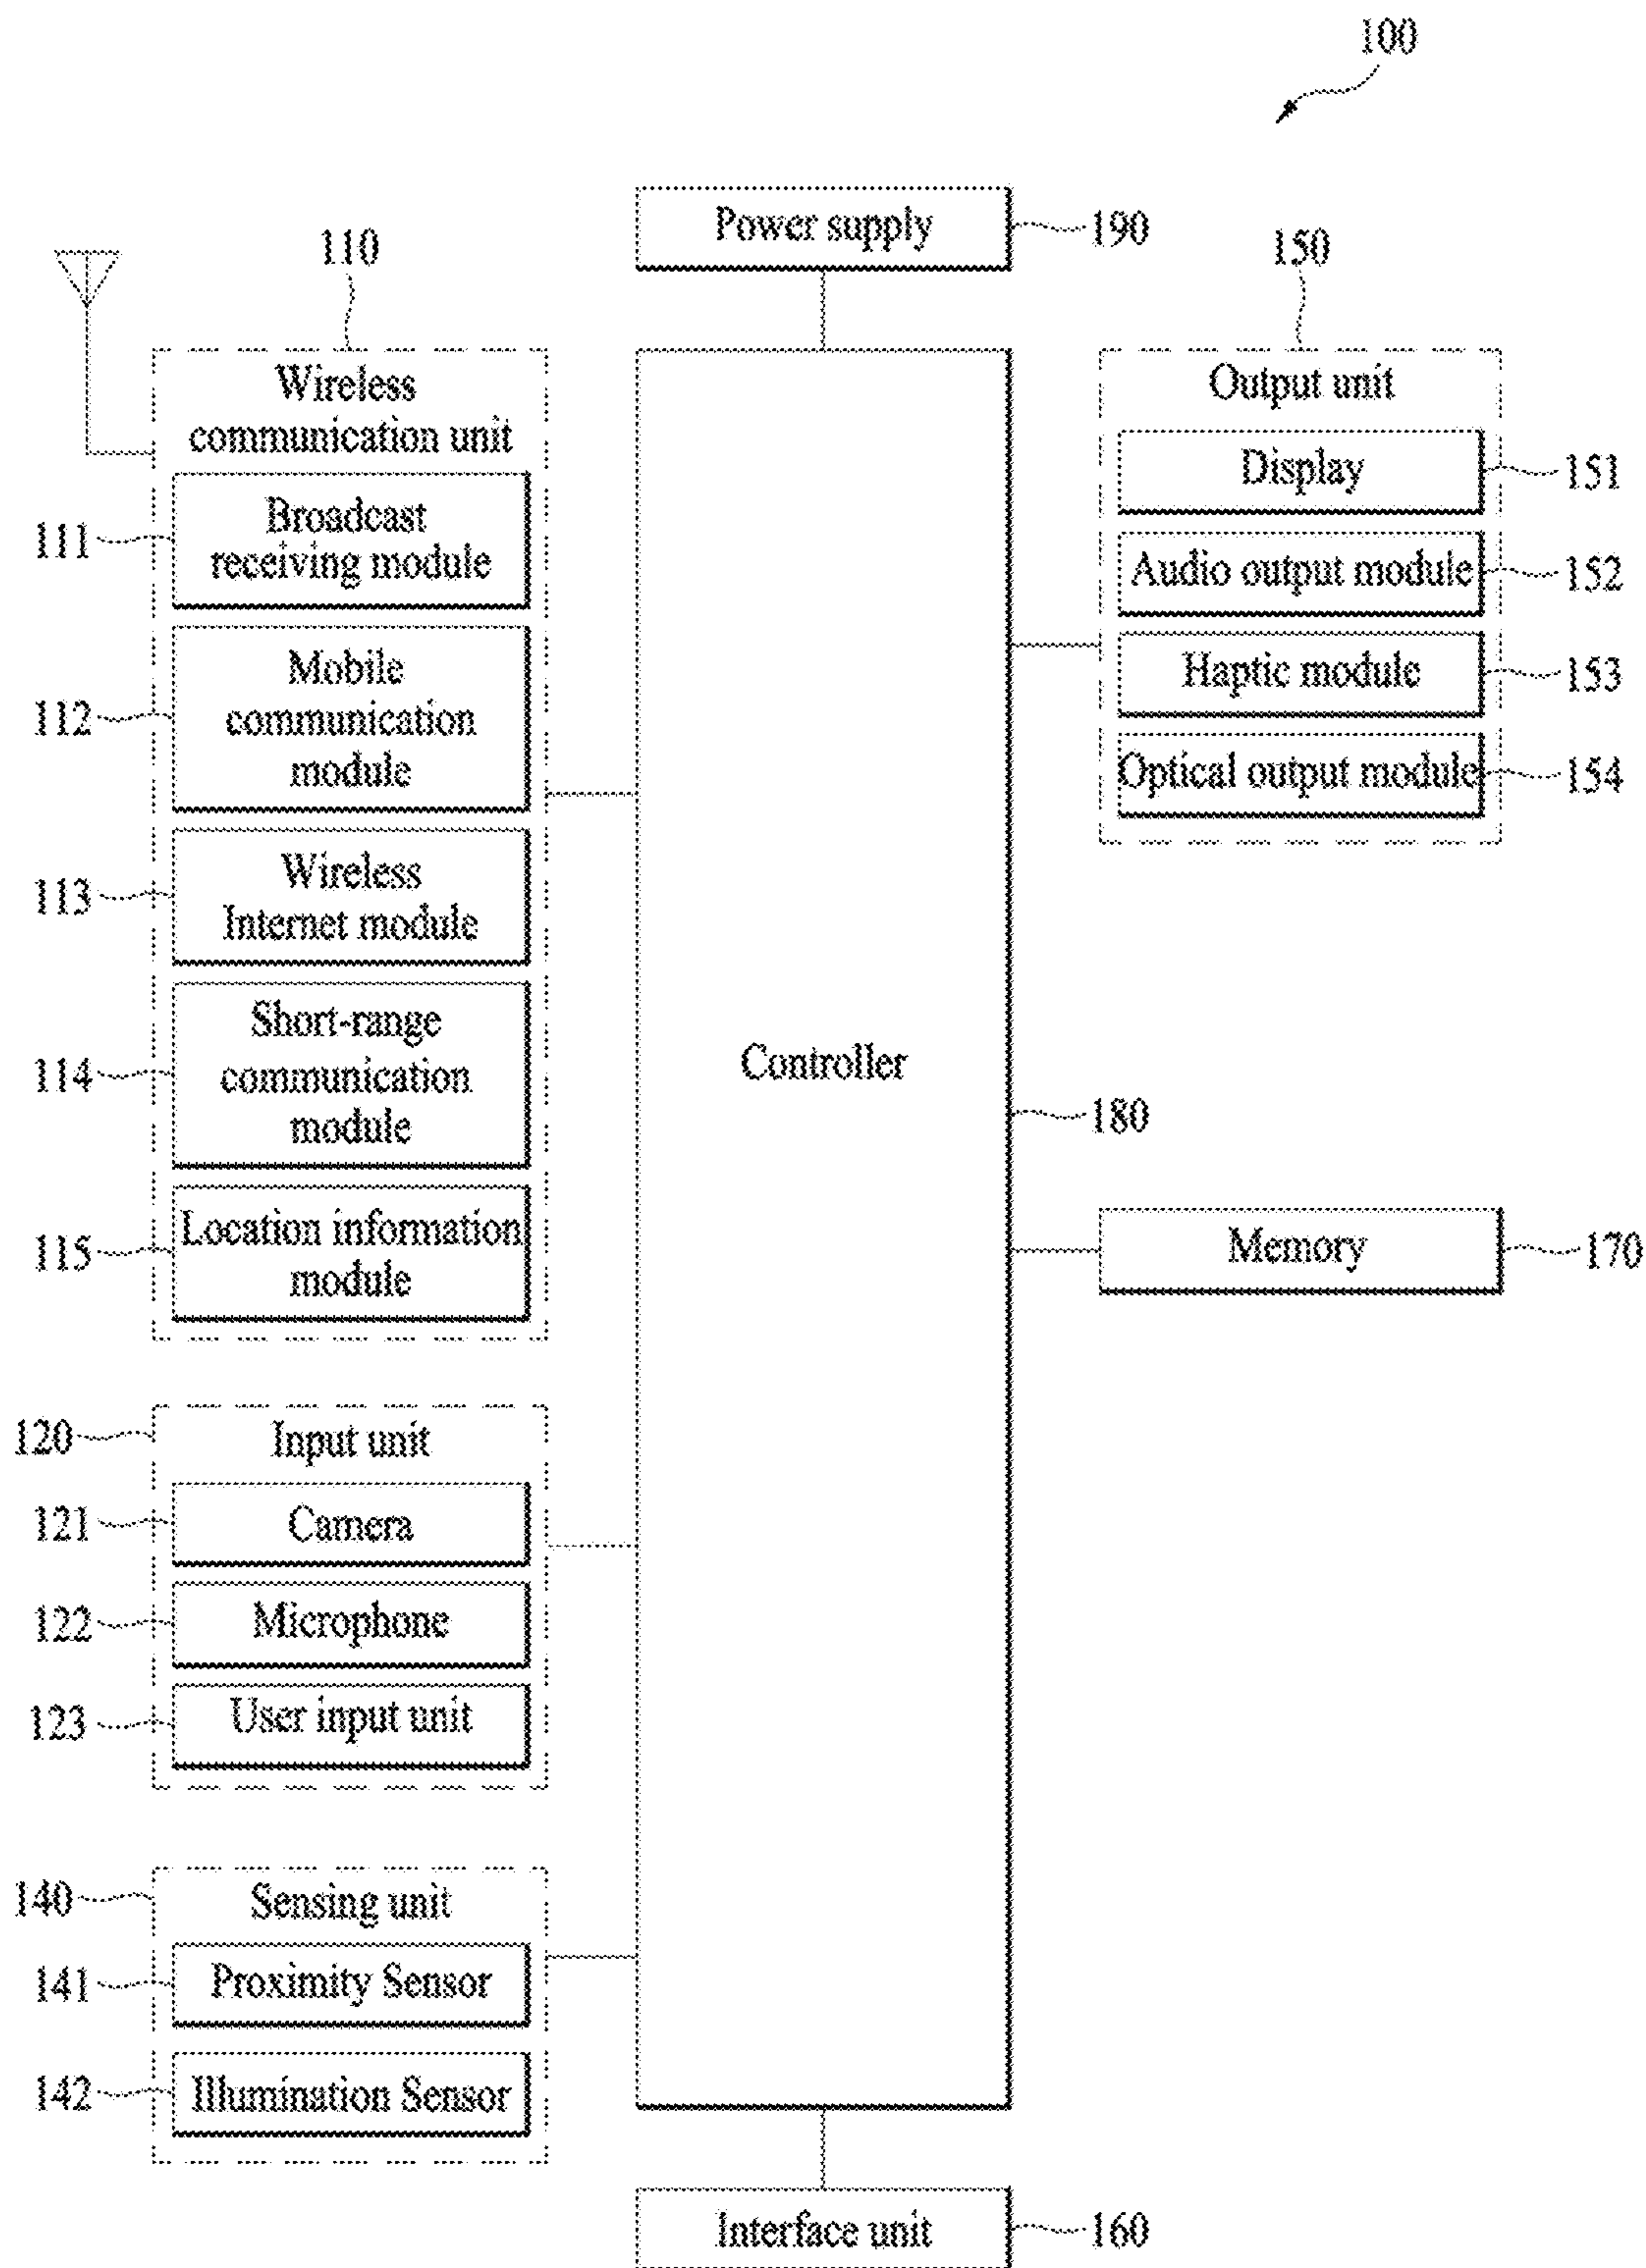 100
Power supply
190
110
150
Wireless
communication unit
111
Broadcast
receiving module
112
Mobile
communication
module
113
Wireless
Internet module
114
Short-range
communication
module
115
Location information
module
120
Input unit
121
Camera
122
Microphone
123
User input unit
140
Sensing unit
141
Proximity Sensor
142
Illumination Sensor
Controller
180
Output unit
Display
151
Audio output module
152
Haptic module
153
Optical output module
154
Memory
170
Interface unit
160